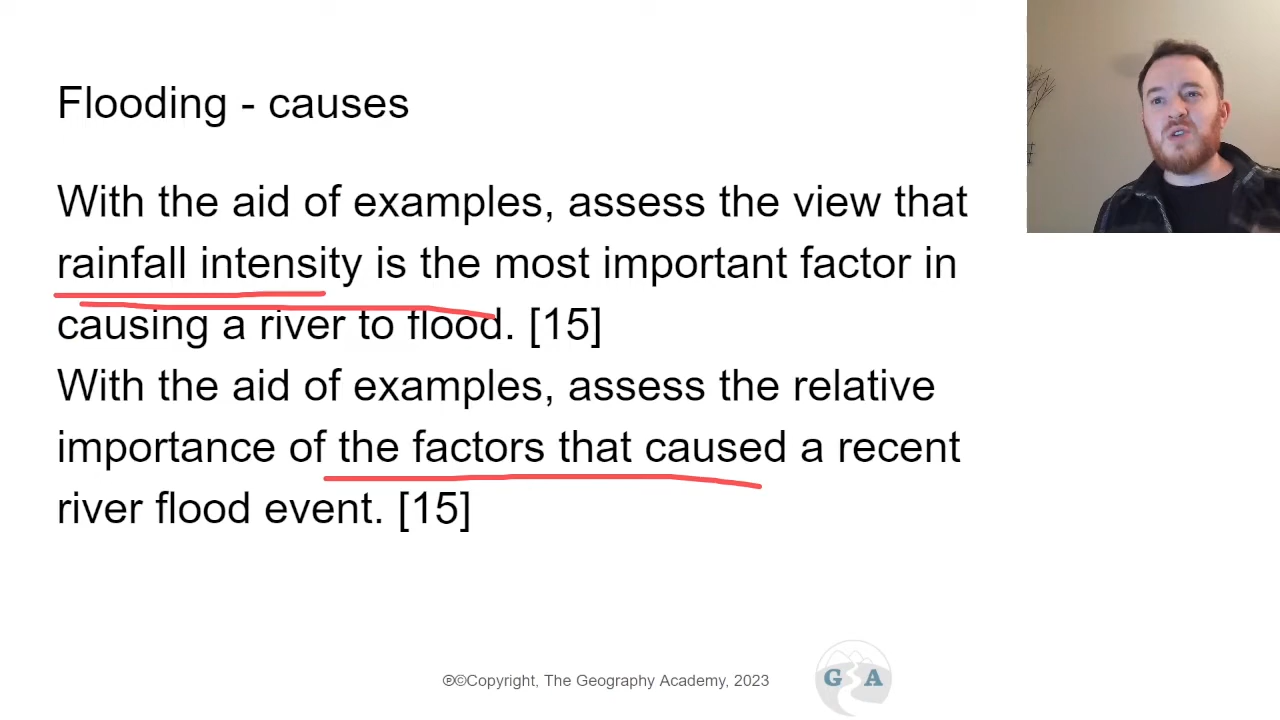 Flooding - causes
With the aid of examples, assess the view that
rainfall intensity is the most important factor in
causing a river to flood. [15]
With the aid of examples, assess the relative
importance of the factors that caused a recent
river flood event. [15]
℗©Copyright, The Geography Academy, 2023
G A